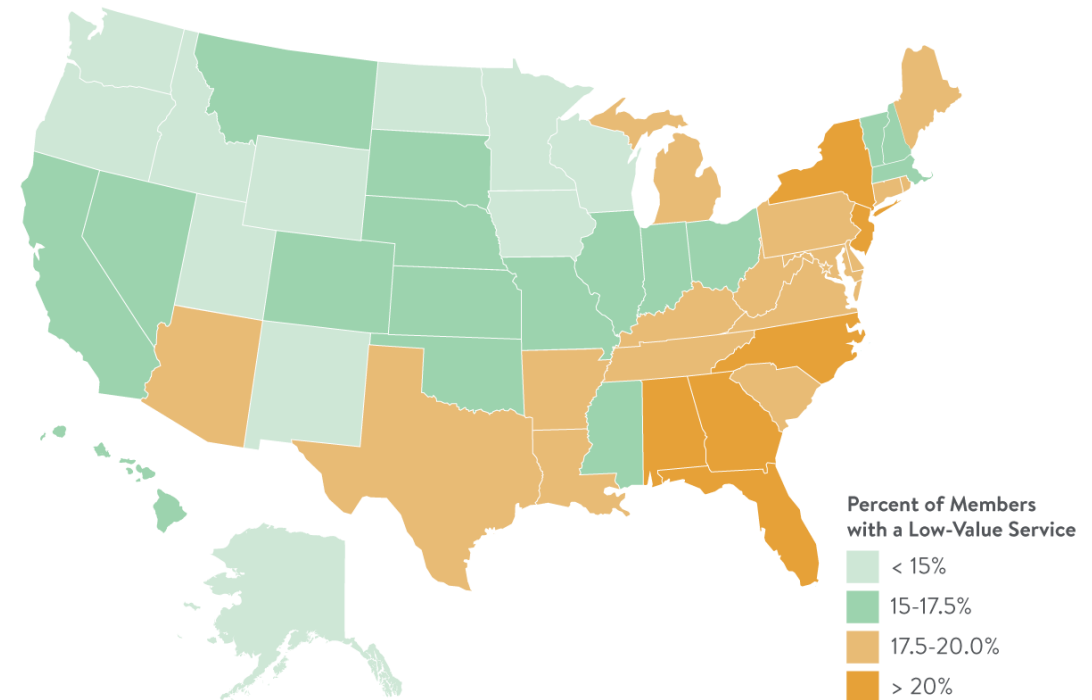 Percent of Members
with a Low-Value Service
< 15%
15-17.5%
17.5-20.0%
> 20%